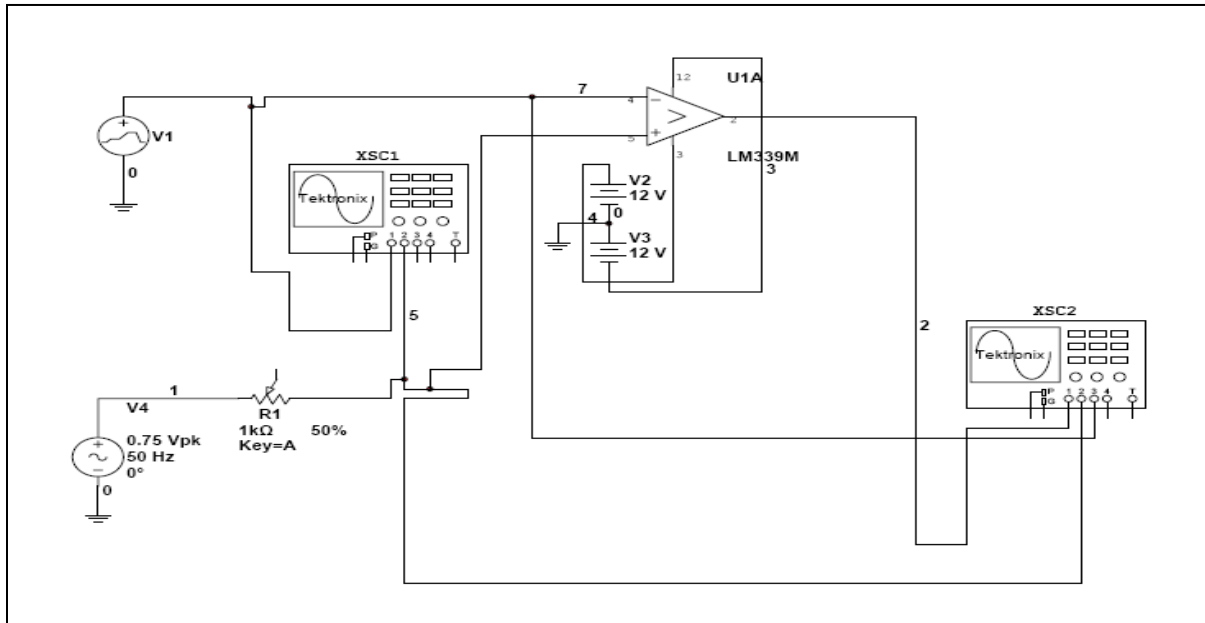 7
12
U1A
4
V1
5
2
3
LM339M
3
0
XSC1
Tektronix
P
G
1 2 3 4
T
V2
12 V
4
0
V3
12 V
5
2
XSC2
Tektronix
P
G
1 2 3 4
T
1
V4
R1
1kΩ
50%
Key=A
0.75 Vpk
50 Hz
0°
0